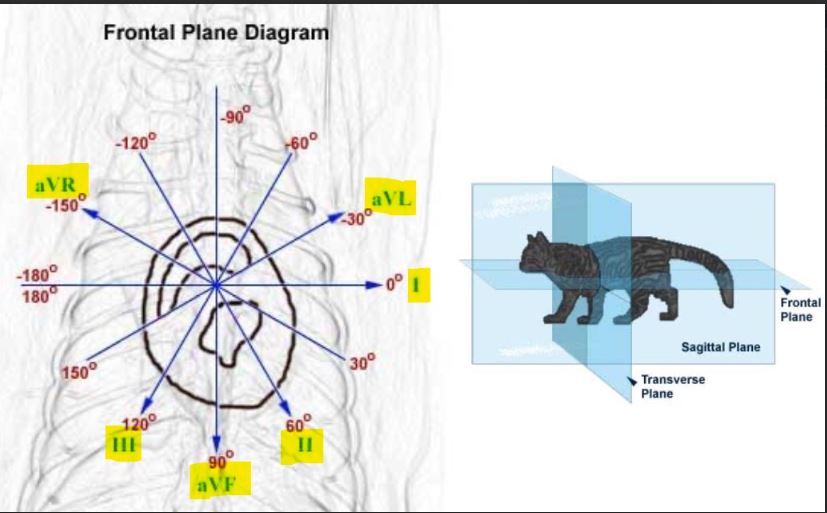 Frontal Plane Diagram
-90°
-120°
-60°
aVR
aVL
-150°
-30°
-180°
180°
0°
I
150°
30°
120°
60°
III
II
90°
aVF
Frontal
Plane
Sagittal Plane
Transverse
Plane